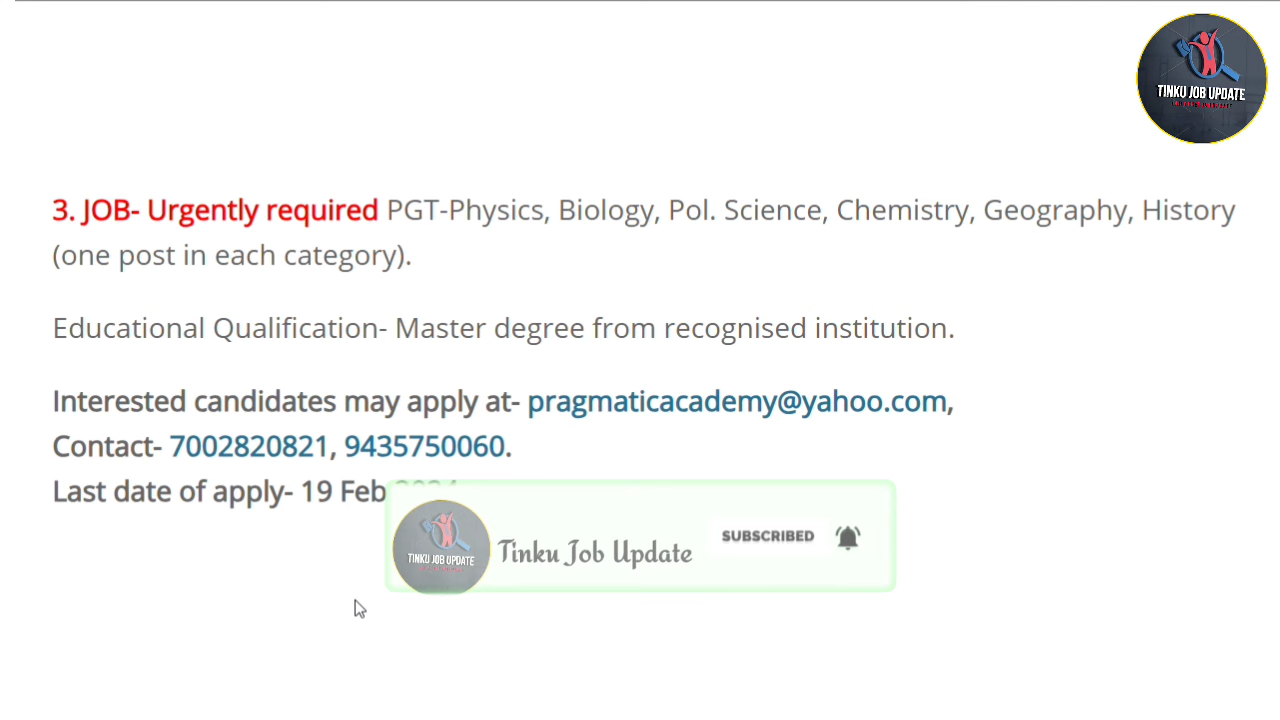 TINKU JOB UPDATE
3. JOB- Urgently required PGT-Physics, Biology, Pol. Science, Chemistry, Geography, History
(one post in each category).
Educational Qualification- Master degree from recognised institution.
Interested candidates may apply at- pragmaticacademy@yahoo.com,
Contact- 7002820821, 9435750060.
Last date of apply- 19 Feb
TINKU JOB UPDATE
Tinku Job Update
SUBSCRIBED